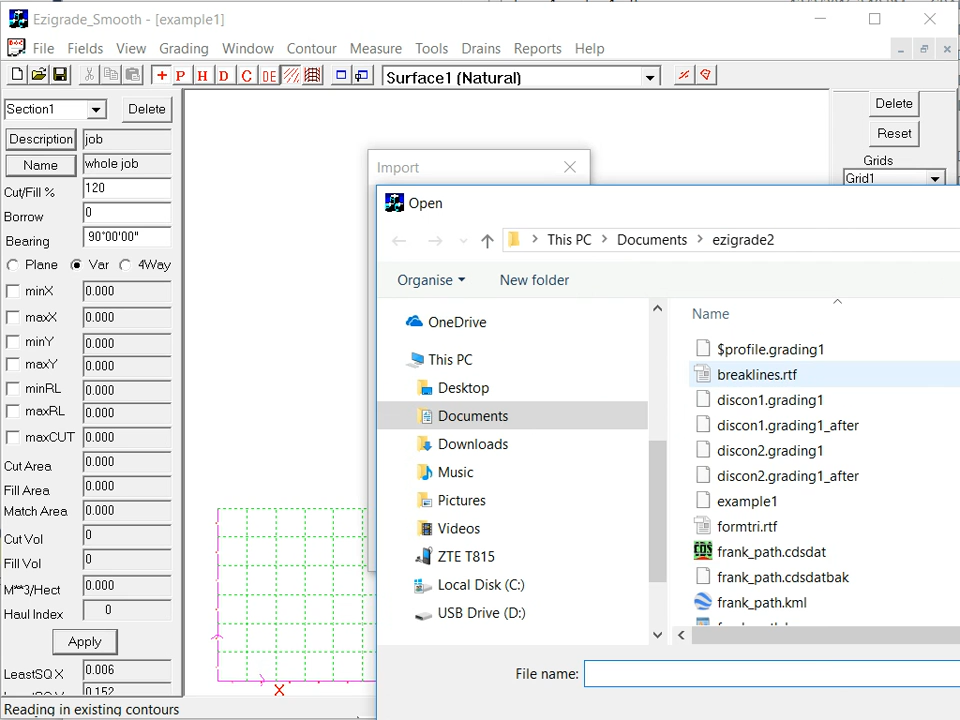 Ezigrade_Smooth - [example1]
File Fields View Grading Window Contour Measure Tools Drains Reports Help
+ P H D C DE Surface1 (Natural)
Section1 Delete
Description job
Name whole job
Cut/Fill % 120
Borrow 0
Bearing 90°00'00"
Plane Var 4Way
minX 0.000
maxX 0.000
minY 0.000
maxY 0.000
minRL 0.000
maxRL 0.000
maxCUT 0.000
Cut Area 0.000
Fill Area 0.000
Match Area 0.000
Cut Vol 0
Fill Vol 0
M**3/Hect 0.000
Haul Index 0
Apply
LeastSQ X 0.006
0.152
Reading in existing contours
X
Delete
Reset
Grids
Grid1
Import
Open
This PC > Documents > ezigrade2
Organise New folder
OneDrive
This PC
Desktop
Documents
Downloads
Music
Pictures
Videos
ZTE T815
Local Disk (C:)
USB Drive (D:)
Name
$profile.grading1
breaklines.rtf
discon1.grading1
discon1.grading1_after
discon2.grading1
discon2.grading1_after
example1
formtri.rtf
CDS frank_path.cdsdat
frank_path.cdsdatbak
frank_path.kml
File name: